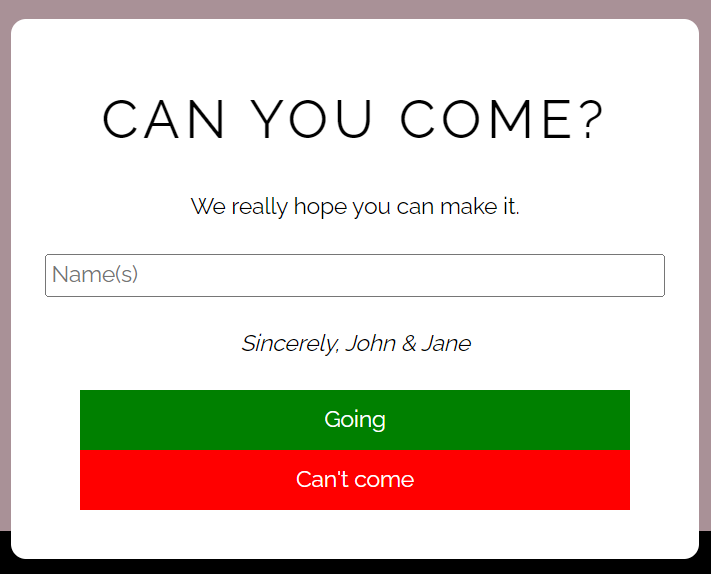 CAN YOU COME?
We really hope you can make it.
Name(s)
Sincerely, John & Jane
Going
Can't come